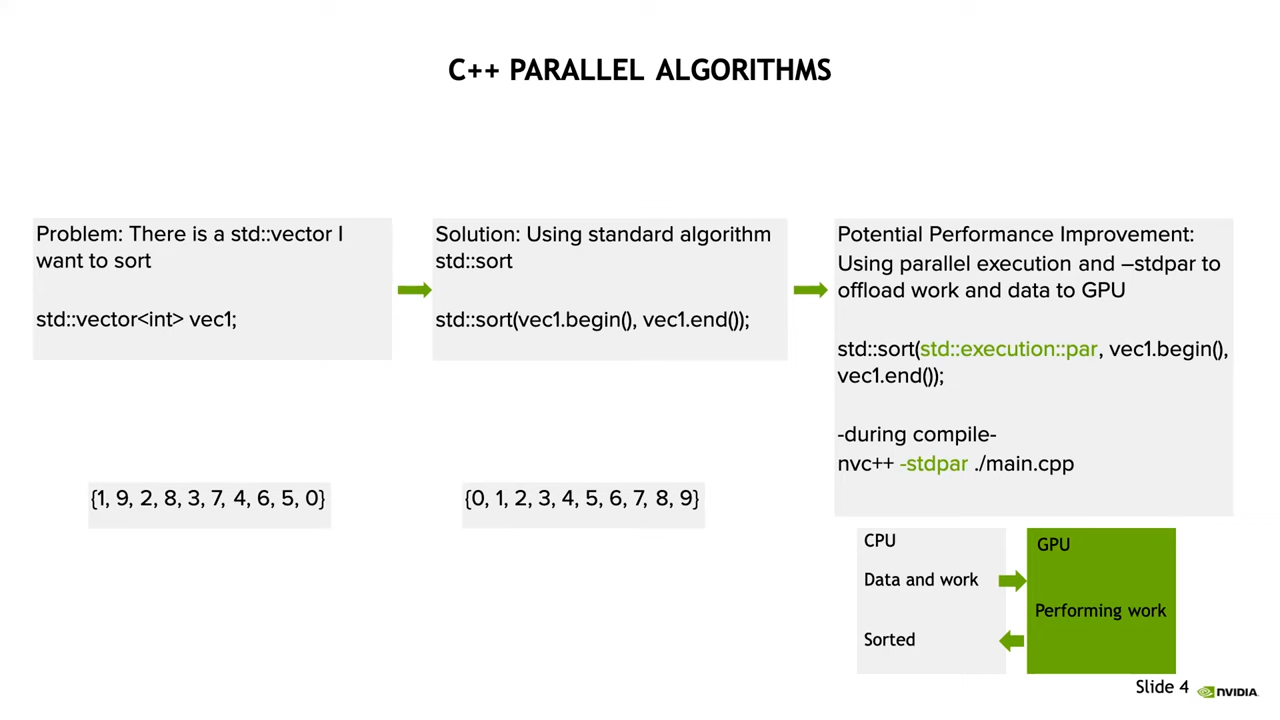 C++ PARALLEL ALGORITHMS
Problem: There is a std::vector I
want to sort
std::vector<int> vec1;
Solution: Using standard algorithm
std::sort
std::sort(vec1.begin(), vec1.end());
Potential Performance Improvement:
Using parallel execution and –stdpar to
offload work and data to GPU
std::sort(std::execution::par, vec1.begin(),
vec1.end());
-during compile-
nvc++ -stdpar ./main.cpp
{1, 9, 2, 8, 3, 7, 4, 6, 5, 0}
{0, 1, 2, 3, 4, 5, 6, 7, 8, 9}
CPU
Data and work
Sorted
GPU
Performing work
Slide 4
NVIDIA.